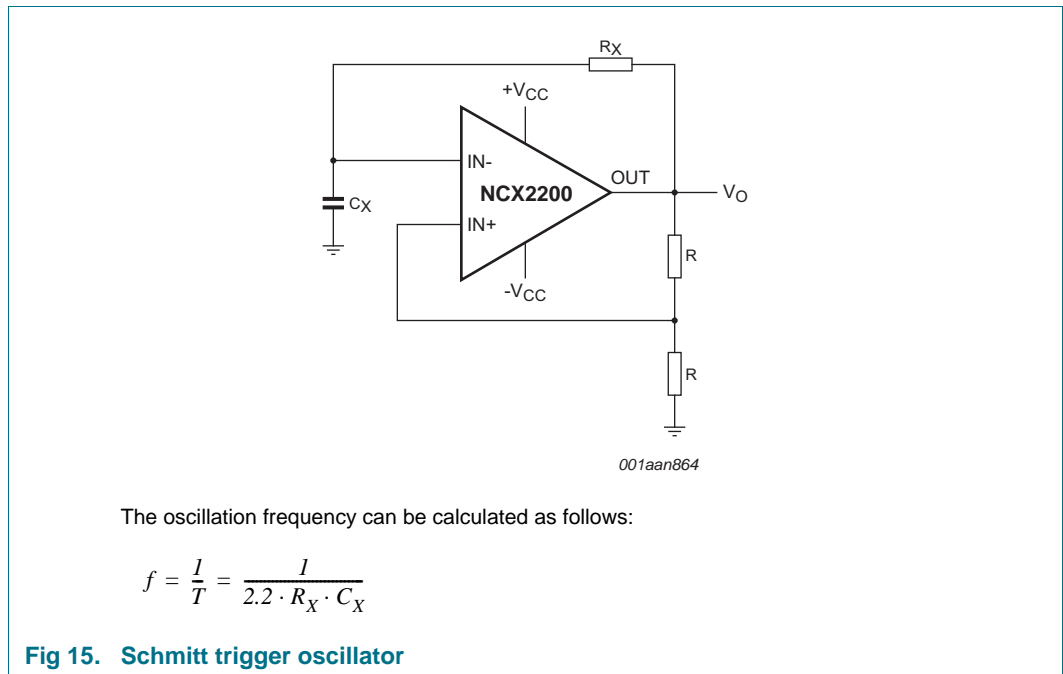 RX
+VCC
IN-
OUT
NCX2200
VO
CX
IN+
R
-VCC
R
001aan864
The oscillation frequency can be calculated as follows:
f = 1/T = 1/(2.2 · RX · CX)
Fig 15. Schmitt trigger oscillator